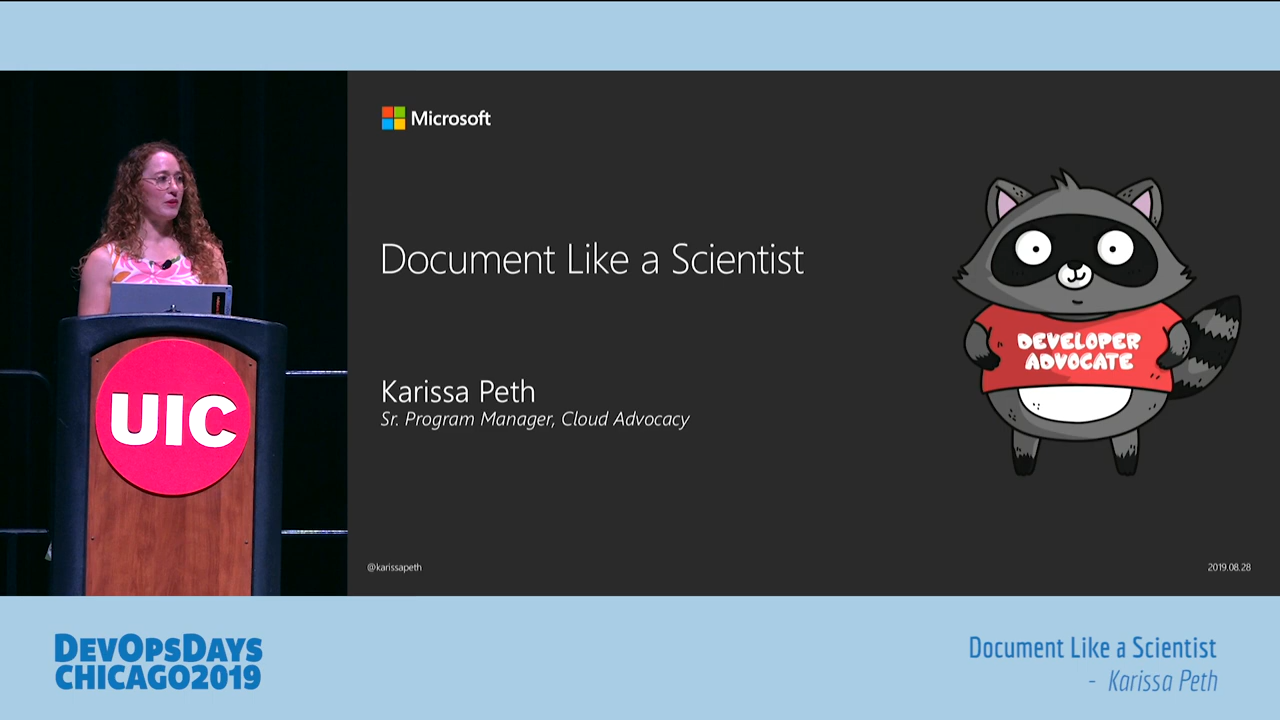 Microsoft
Document Like a Scientist
DEVELOPER
ADVOCATE
Karissa Peth
Sr. Program Manager, Cloud Advocacy
UIC
@karissapeth
2019.08.28
DEVOPSDAYS
CHICAGO2019
Document Like a Scientist
- Karissa Peth